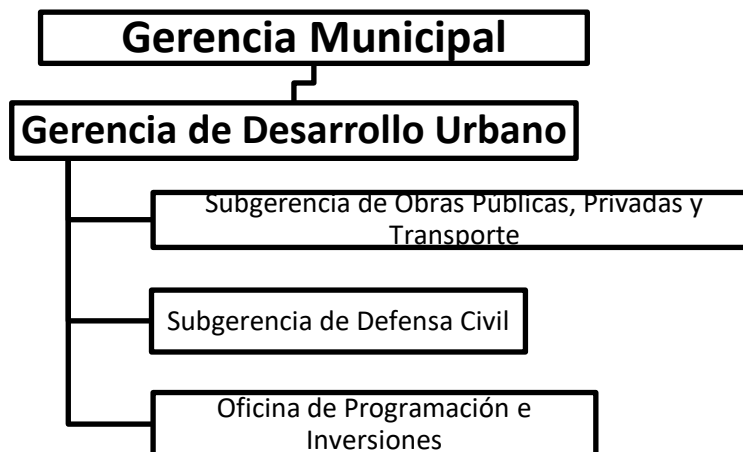 Gerencia Municipal
Gerencia de Desarrollo Urbano
Subgerencia de Obras Públicas, Privadas y
Transporte
Subgerencia de Defensa Civil
Oficina de Programación e
Inversiones